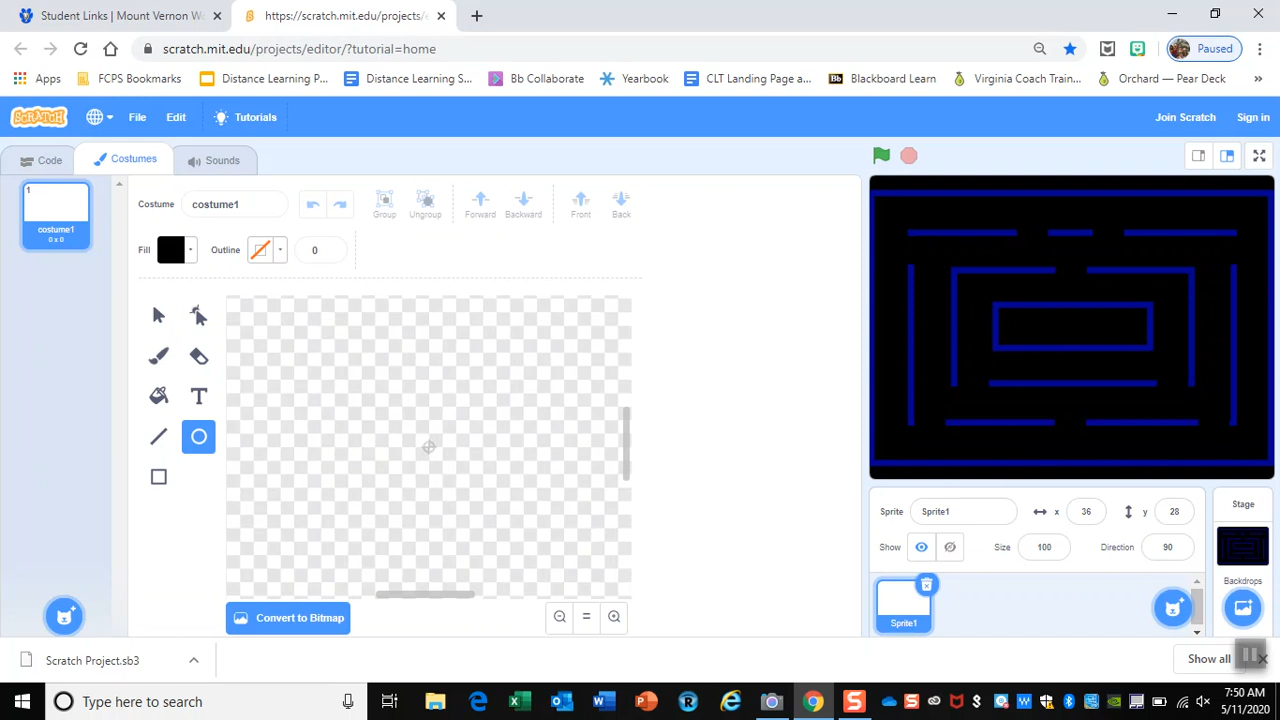 Student Links | Mount Vernon Wo
https://scratch.mit.edu/projects/e
scratch.mit.edu/projects/editor/?tutorial=home
Paused
Apps
FCPS Bookmarks
Distance Learning P...
Distance Learning S...
Bb Collaborate
Yearbook
CLT Landing Page a...
Bb
Blackboard Learn
Virginia Coach Train...
Orchard — Pear Deck
»
SCRATCH
File
Edit
Tutorials
Join Scratch
Sign in
Code
Costumes
Sounds
1
costume1
0 x 0
Costume
costume1
Group
Ungroup
Forward
Backward
Front
Back
Fill
Outline
0
T
Convert to Bitmap
Sprite
Sprite1
x
36
y
28
Show
Size
100
Direction
90
Sprite1
Stage
Backdrops
Scratch Project.sb3
Show all
Type here to search
7:50 AM
5/11/2020